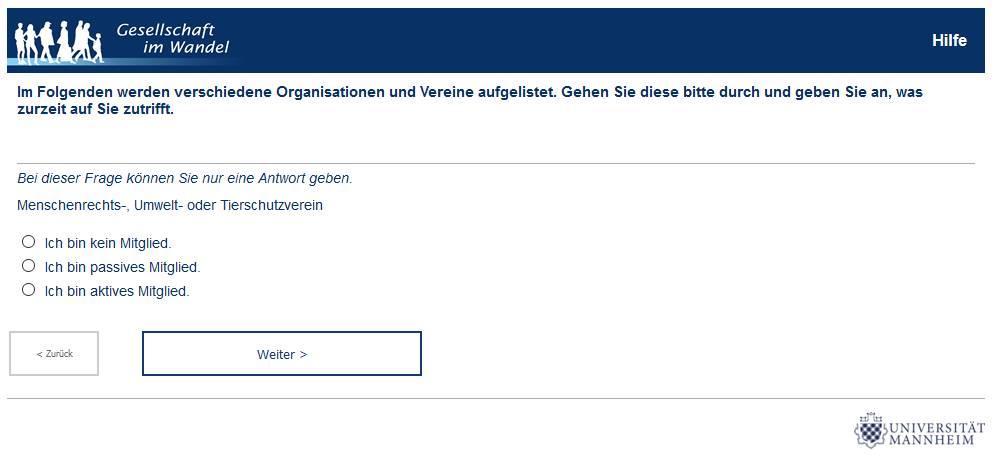 Gesellschaft
im Wandel
Hilfe
Im Folgenden werden verschiedene Organisationen und Vereine aufgelistet. Gehen Sie diese bitte durch und geben Sie an, was
zurzeit auf Sie zutrifft.
Bei dieser Frage können Sie nur eine Antwort geben.
Menschenrechts-, Umwelt- oder Tierschutzverein
Ich bin kein Mitglied.
Ich bin passives Mitglied.
Ich bin aktives Mitglied.
< Zurück
Weiter >
UNIVERSITÄT
MANNHEIM